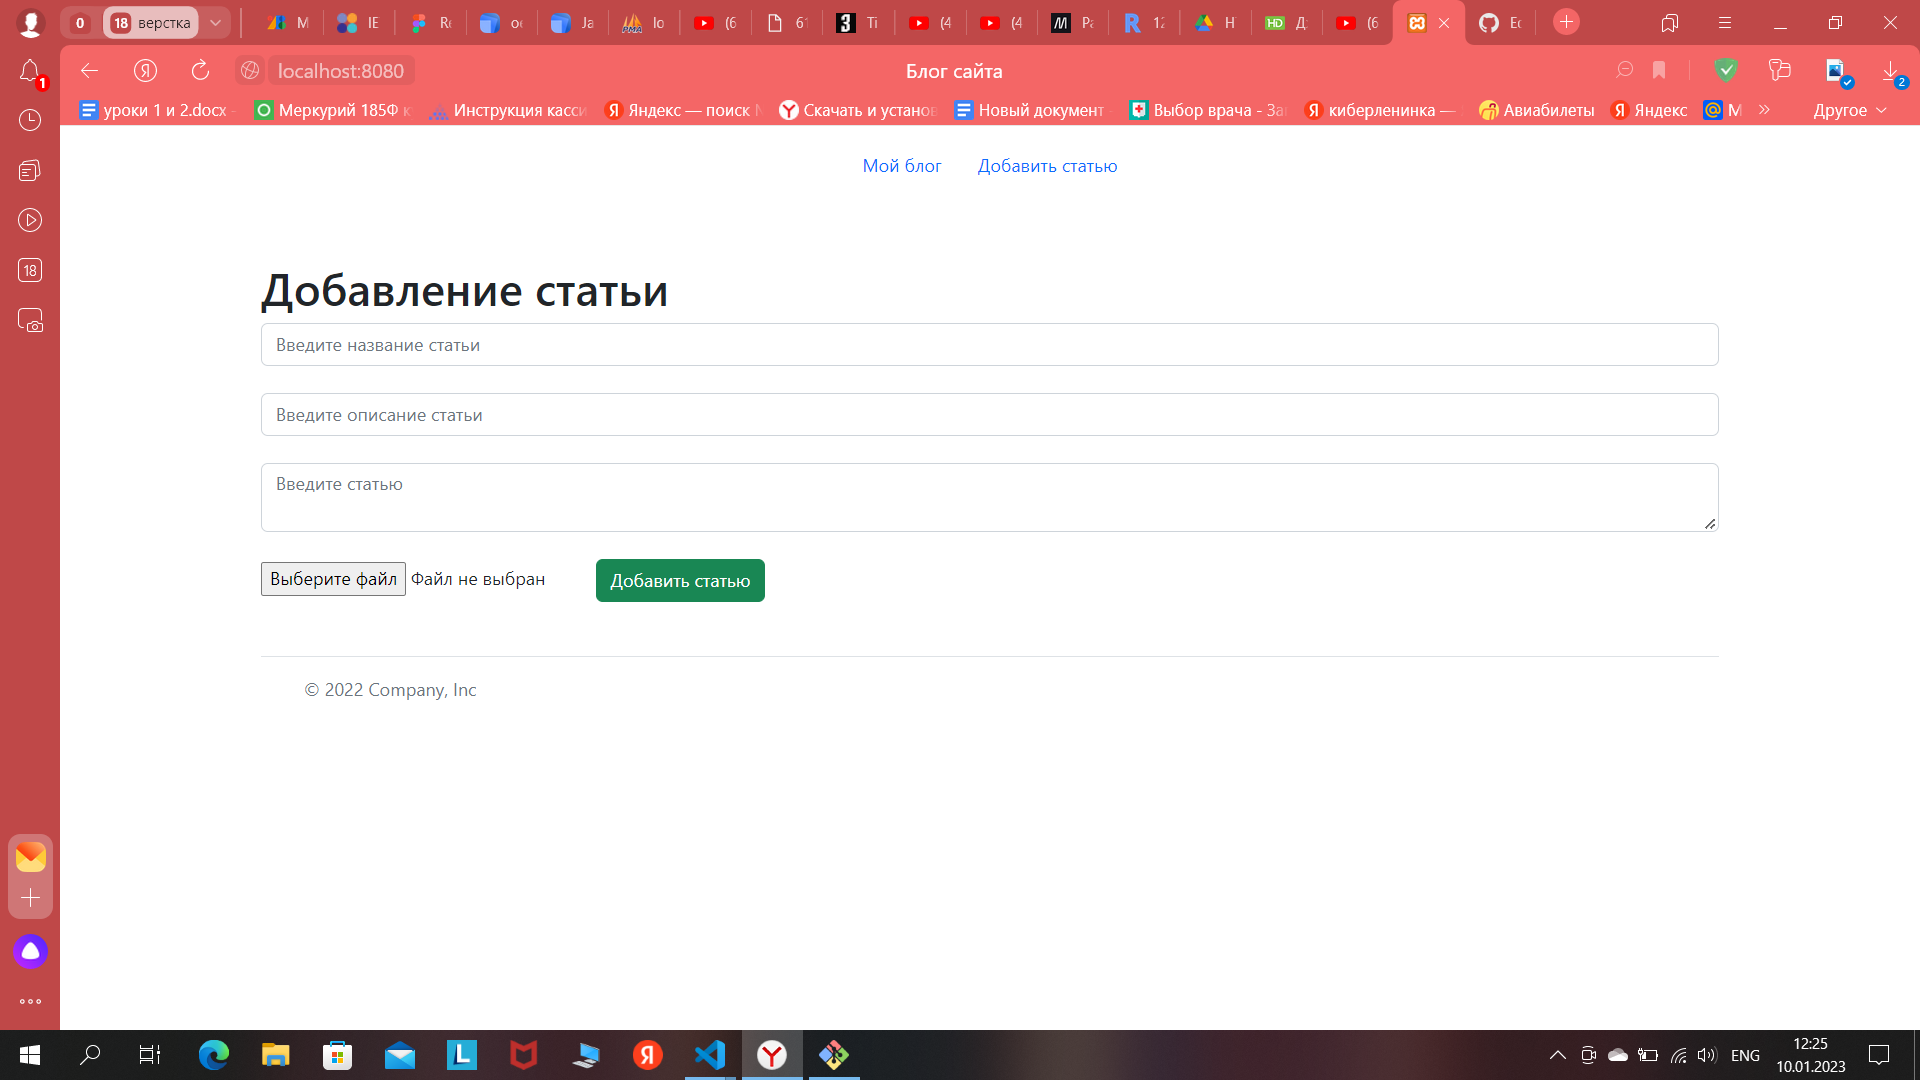 0
18 верстка
М
IE
Re
ое
Ja
lo
(6
61
Ti
(4
(4
Pa
12
Н
Д
(6
Ec
1
localhost:8080
Блог сайта
2
уроки 1 и 2.docx -
Меркурий 185Ф к
Инструкция касси
Яндекс — поиск
Скачать и установ
Новый документ
Выбор врача - За
киберленинка —
Авиабилеты
Яндекс
М
Другое
Мой блог
Добавить статью
18
Добавление статьи
Введите название статьи
Введите описание статьи
Введите статью
Выберите файл Файл не выбран
Добавить статью
© 2022 Company, Inc
ENG
12:25
10.01.2023